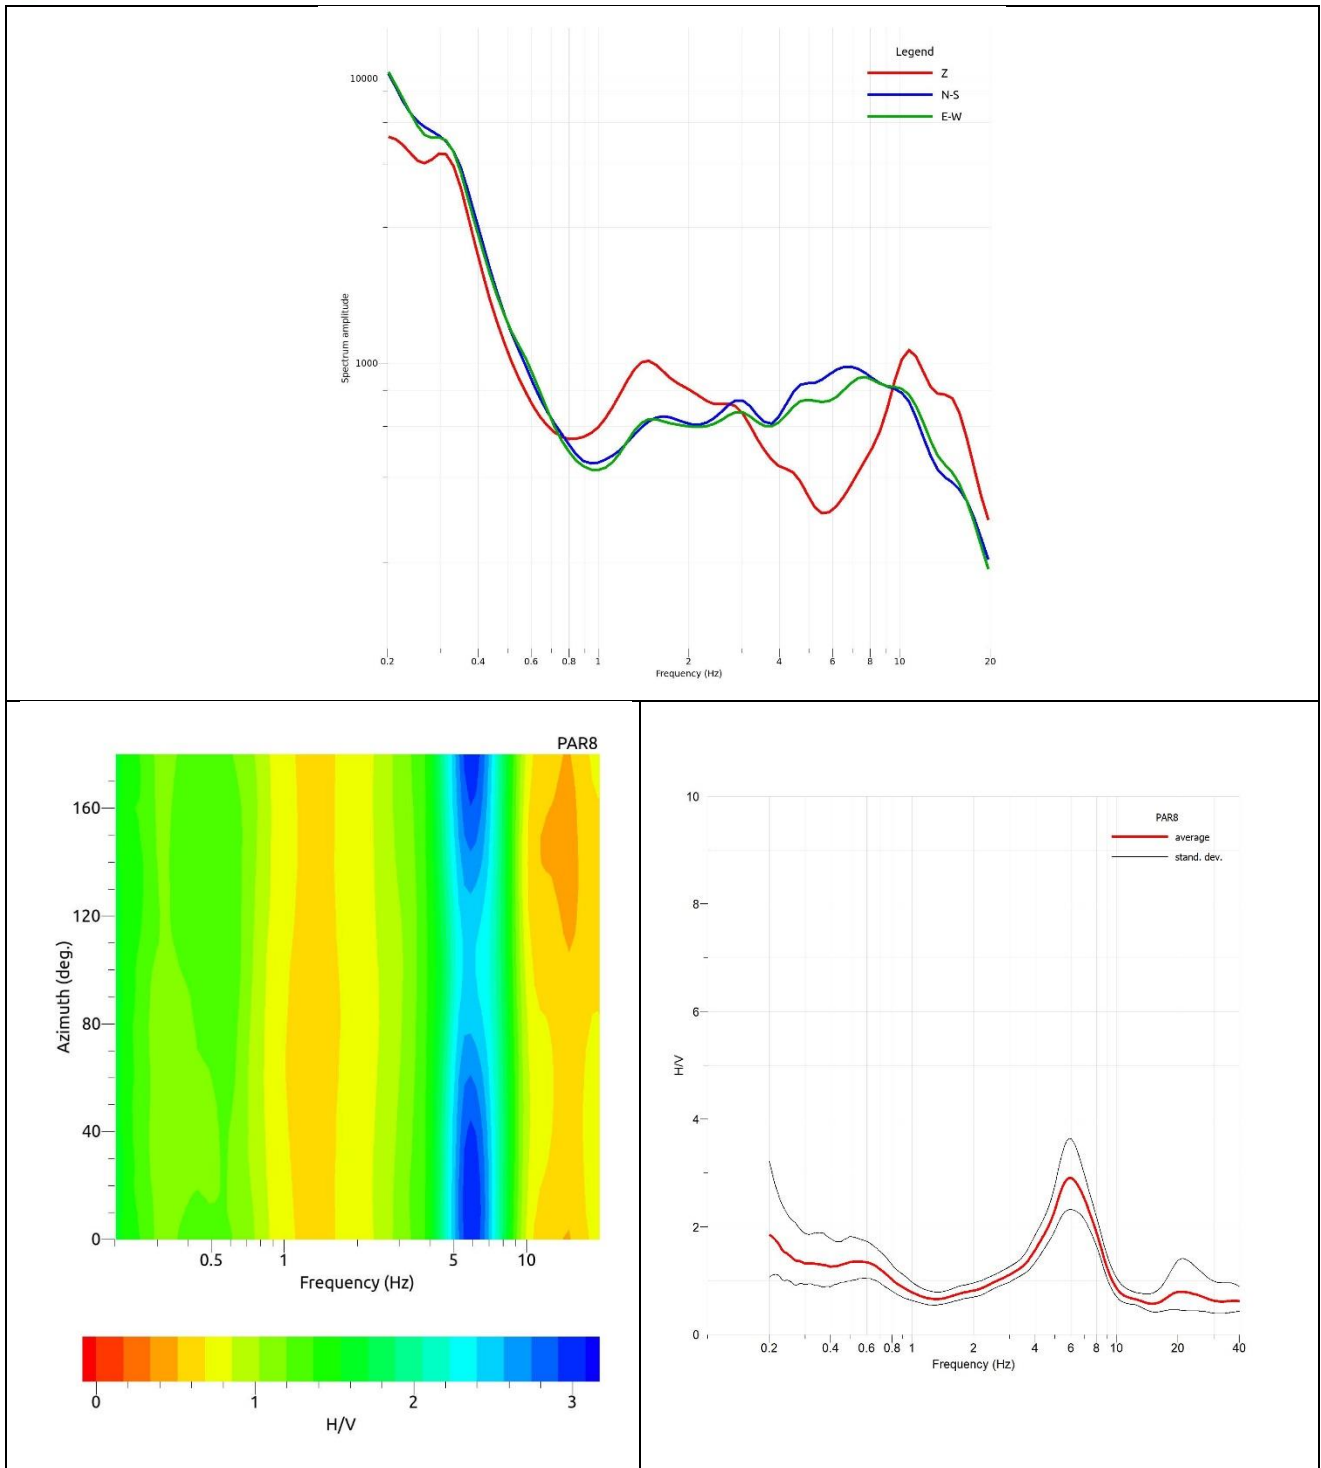 Legend
Z
N-S
E-W
10000
1000
Spectrum amplitude
0.2 0.4 0.6 0.8 1 2 4 6 8 10 20
Frequency (Hz)
PAR8
160
120
80
40
0
Azimuth (deg.)
0.5 1 5 10
Frequency (Hz)
0 1 2 3
H/V
10
8
6
4
2
0
H/V
PAR8
average
stand. dev.
0.2 0.4 0.6 0.8 1 2 4 6 8 10 20 40
Frequency (Hz)